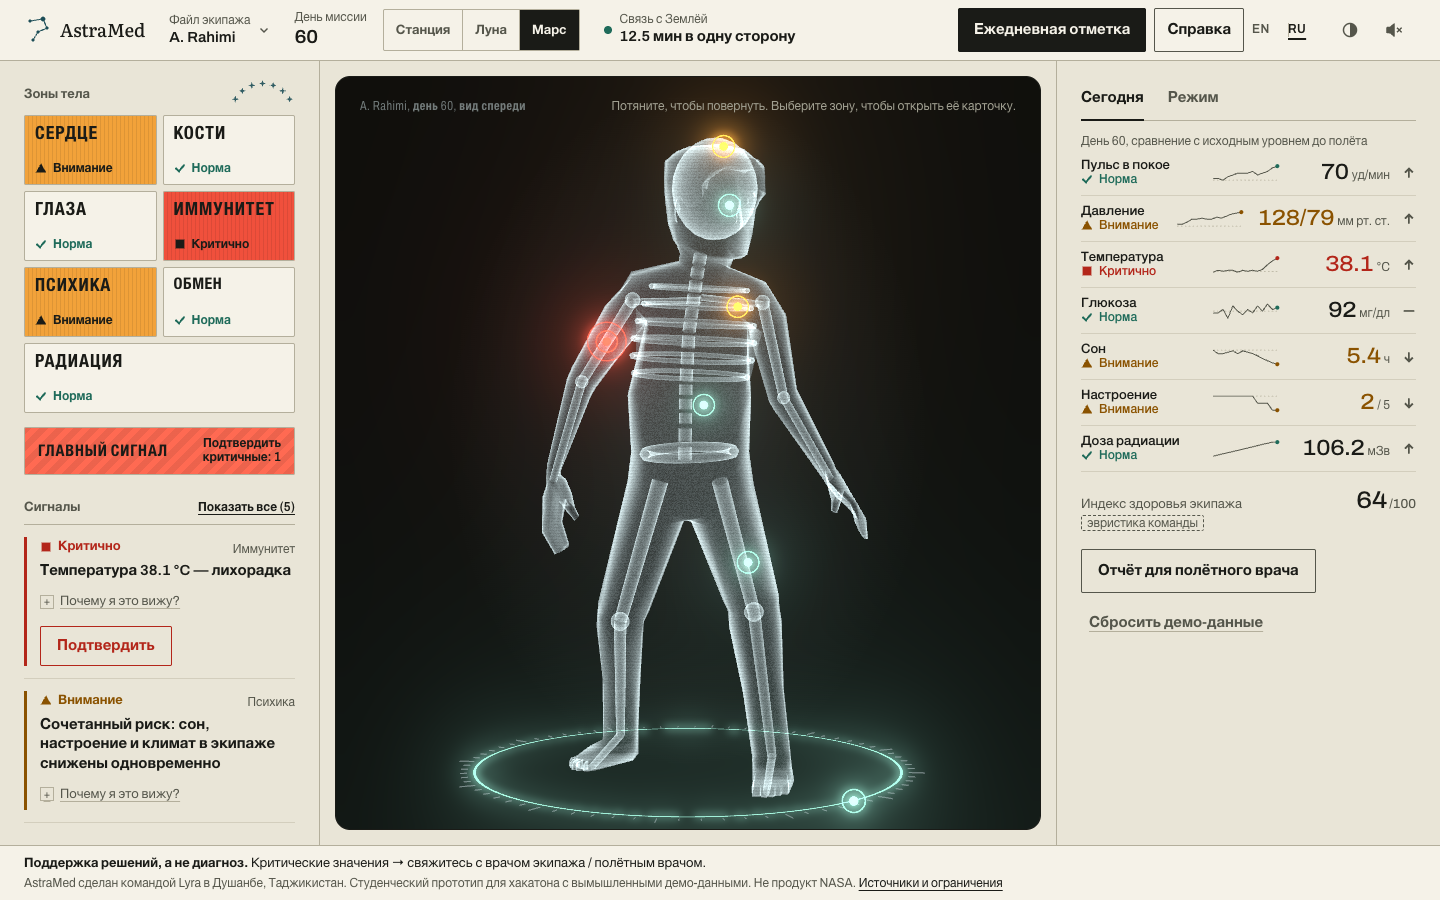 AstraMed
Файл экипажа
A. Rahimi
День миссии
60
Станция
Луна
Марс
Связь с Землёй
12.5 мин в одну сторону
Ежедневная отметка
Справка
EN
RU
Зоны тела
СЕРДЦЕ
Внимание
КОСТИ
Норма
ГЛАЗА
Норма
ИММУНИТЕТ
Критично
ПСИХИКА
Внимание
ОБМЕН
Норма
РАДИАЦИЯ
Норма
ГЛАВНЫЙ СИГНАЛ
Подтвердить
критичные: 1
Сигналы
Показать все (5)
Критично
Иммунитет
Температура 38.1 °C — лихорадка
Почему я это вижу?
Подтвердить
Внимание
Психика
Сочетанный риск: сон,
настроение и климат в экипаже
снижены одновременно
Почему я это вижу?
A. Rahimi, день 60, вид спереди
Потяните, чтобы повернуть. Выберите зону, чтобы открыть её карточку.
Сегодня
Режим
День 60, сравнение с исходным уровнем до полёта
Пульс в покое
Норма
70 уд/мин
Давление
Внимание
128/79 мм рт. ст.
Температура
Критично
38.1 °C
Глюкоза
Норма
92 мг/дл
Сон
Внимание
5.4 ч
Настроение
Внимание
2 / 5
Доза радиации
Норма
106.2 мЗв
Индекс здоровья экипажа
64/100
эвристика команды
Отчёт для полётного врача
Сбросить демо-данные
Поддержка решений, а не диагноз. Критические значения → свяжитесь с врачом экипажа / полётным врачом.
AstraMed сделан командой Lyra в Душанбе, Таджикистан. Студенческий прототип для хакатона с вымышленными демо-данными. Не продукт NASA. Источники и ограничения